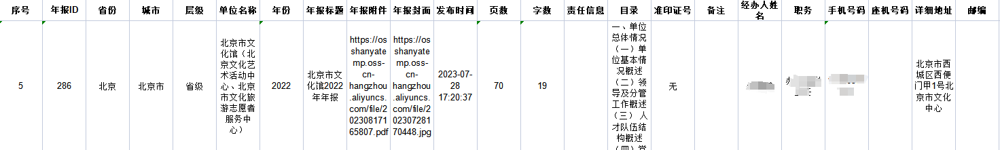 序号 年报ID 省份 城市 层级 单位名称 年份 年报标题 年报附件 年报封面 发布时间 页数 字数 责任信息 目录 准印证号 备注 经办人姓名 职务 手机号码 座机号码 详细地址 邮编
5
286
北京
北京市
省级
北京市文
化馆（北
京文化艺
术活动中
心、北京
市文化旅
游志愿者
服务中
心）
2022
北京市文
化馆2022
年年报
https://os
shanyate
mp.oss-
cn-
hangzhou
.aliyuncs.
com/file/2
02308171
65807.pdf
https://os
shanyate
mp.oss-
cn-
hangzhou
.aliyuncs.
com/file/2
02307281
70448.jpg
2023-07-
28
17:20:37
70
19
一、单位
总体情况
（一）单
位基本情
况概述
（二）领
导及分管
工作概述
（三） 人
才队伍结
构概述
无
北京市西
城区西便
门甲1号北
京市文化
中心